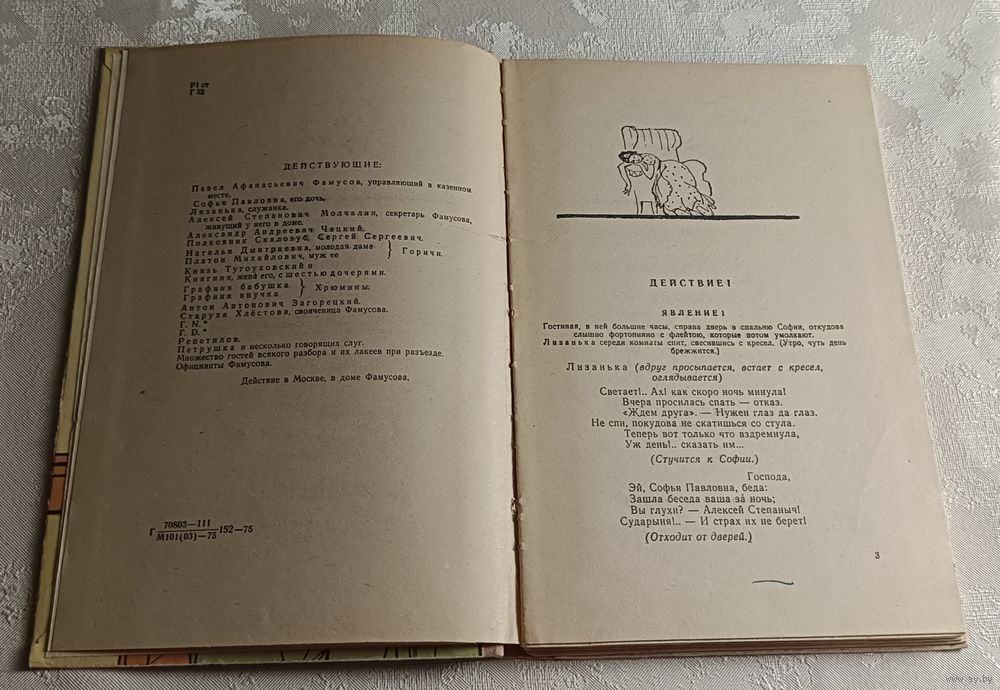 Р1 ст
Г 82
ДЕЙСТВУЮЩИЕ:
Павел Афанасьевич Фамусов, управляющий в казенном
месте.
Софья Павловна, его дочь.
Лизанька, служанка.
Алексей Степанович Молчалин, секретарь Фамусова,
живущий у него в доме.
Александр Андреевич Чацкий.
Полковник Скалозуб, Сергей Сергеевич.
Наталья Дмитриевна, молодая дама
Платон Михайлович, муж ее } Горичи.
Князь Тугоуховский и
Княгиня, жена его, с шестью дочерями.
Графиня бабушка
Графиня внучка } Хрюмины.
Антон Антонович Загорецкий.
Старуха Хлёстова, свояченица Фамусова.
Г. N.*
Г. D.*
Репетилов.
Петрушка и несколько говорящих слуг.
Множество гостей всякого разбора и их лакеев при разъезде.
Официанты Фамусова.
Действие в Москве, в доме Фамусова.
Г 70803—111
М101(03)—75 152—75
ДЕЙСТВИЕ I
ЯВЛЕНИЕ 1
Гостиная, в ней большие часы, справа дверь в спальню Софии, откудова
слышно фортопияно с флейтою, которые потом умолкают.
Лизанька середи комнаты спит, свесившись с кресел. (Утро, чуть день
брежжится.)
Лизанька (вдруг просыпается, встает с кресел,
оглядывается)
Светает!.. Ах! как скоро ночь минула!
Вчера просилась спать — отказ.
«Ждем друга». — Нужен глаз да глаз.
Не спи, покудова не скатишься со стула.
Теперь вот только что вздремнула,
Уж день!.. сказать им...
(Стучится к Софии.)
Господа,
Эй, Софья Павловна, беда:
Зашла беседа ваша за́ ночь;
Вы глухи? — Алексей Степаныч!
Сударыня!.. — И страх их не берет!
(Отходит от дверей.)
3
www.ay.by